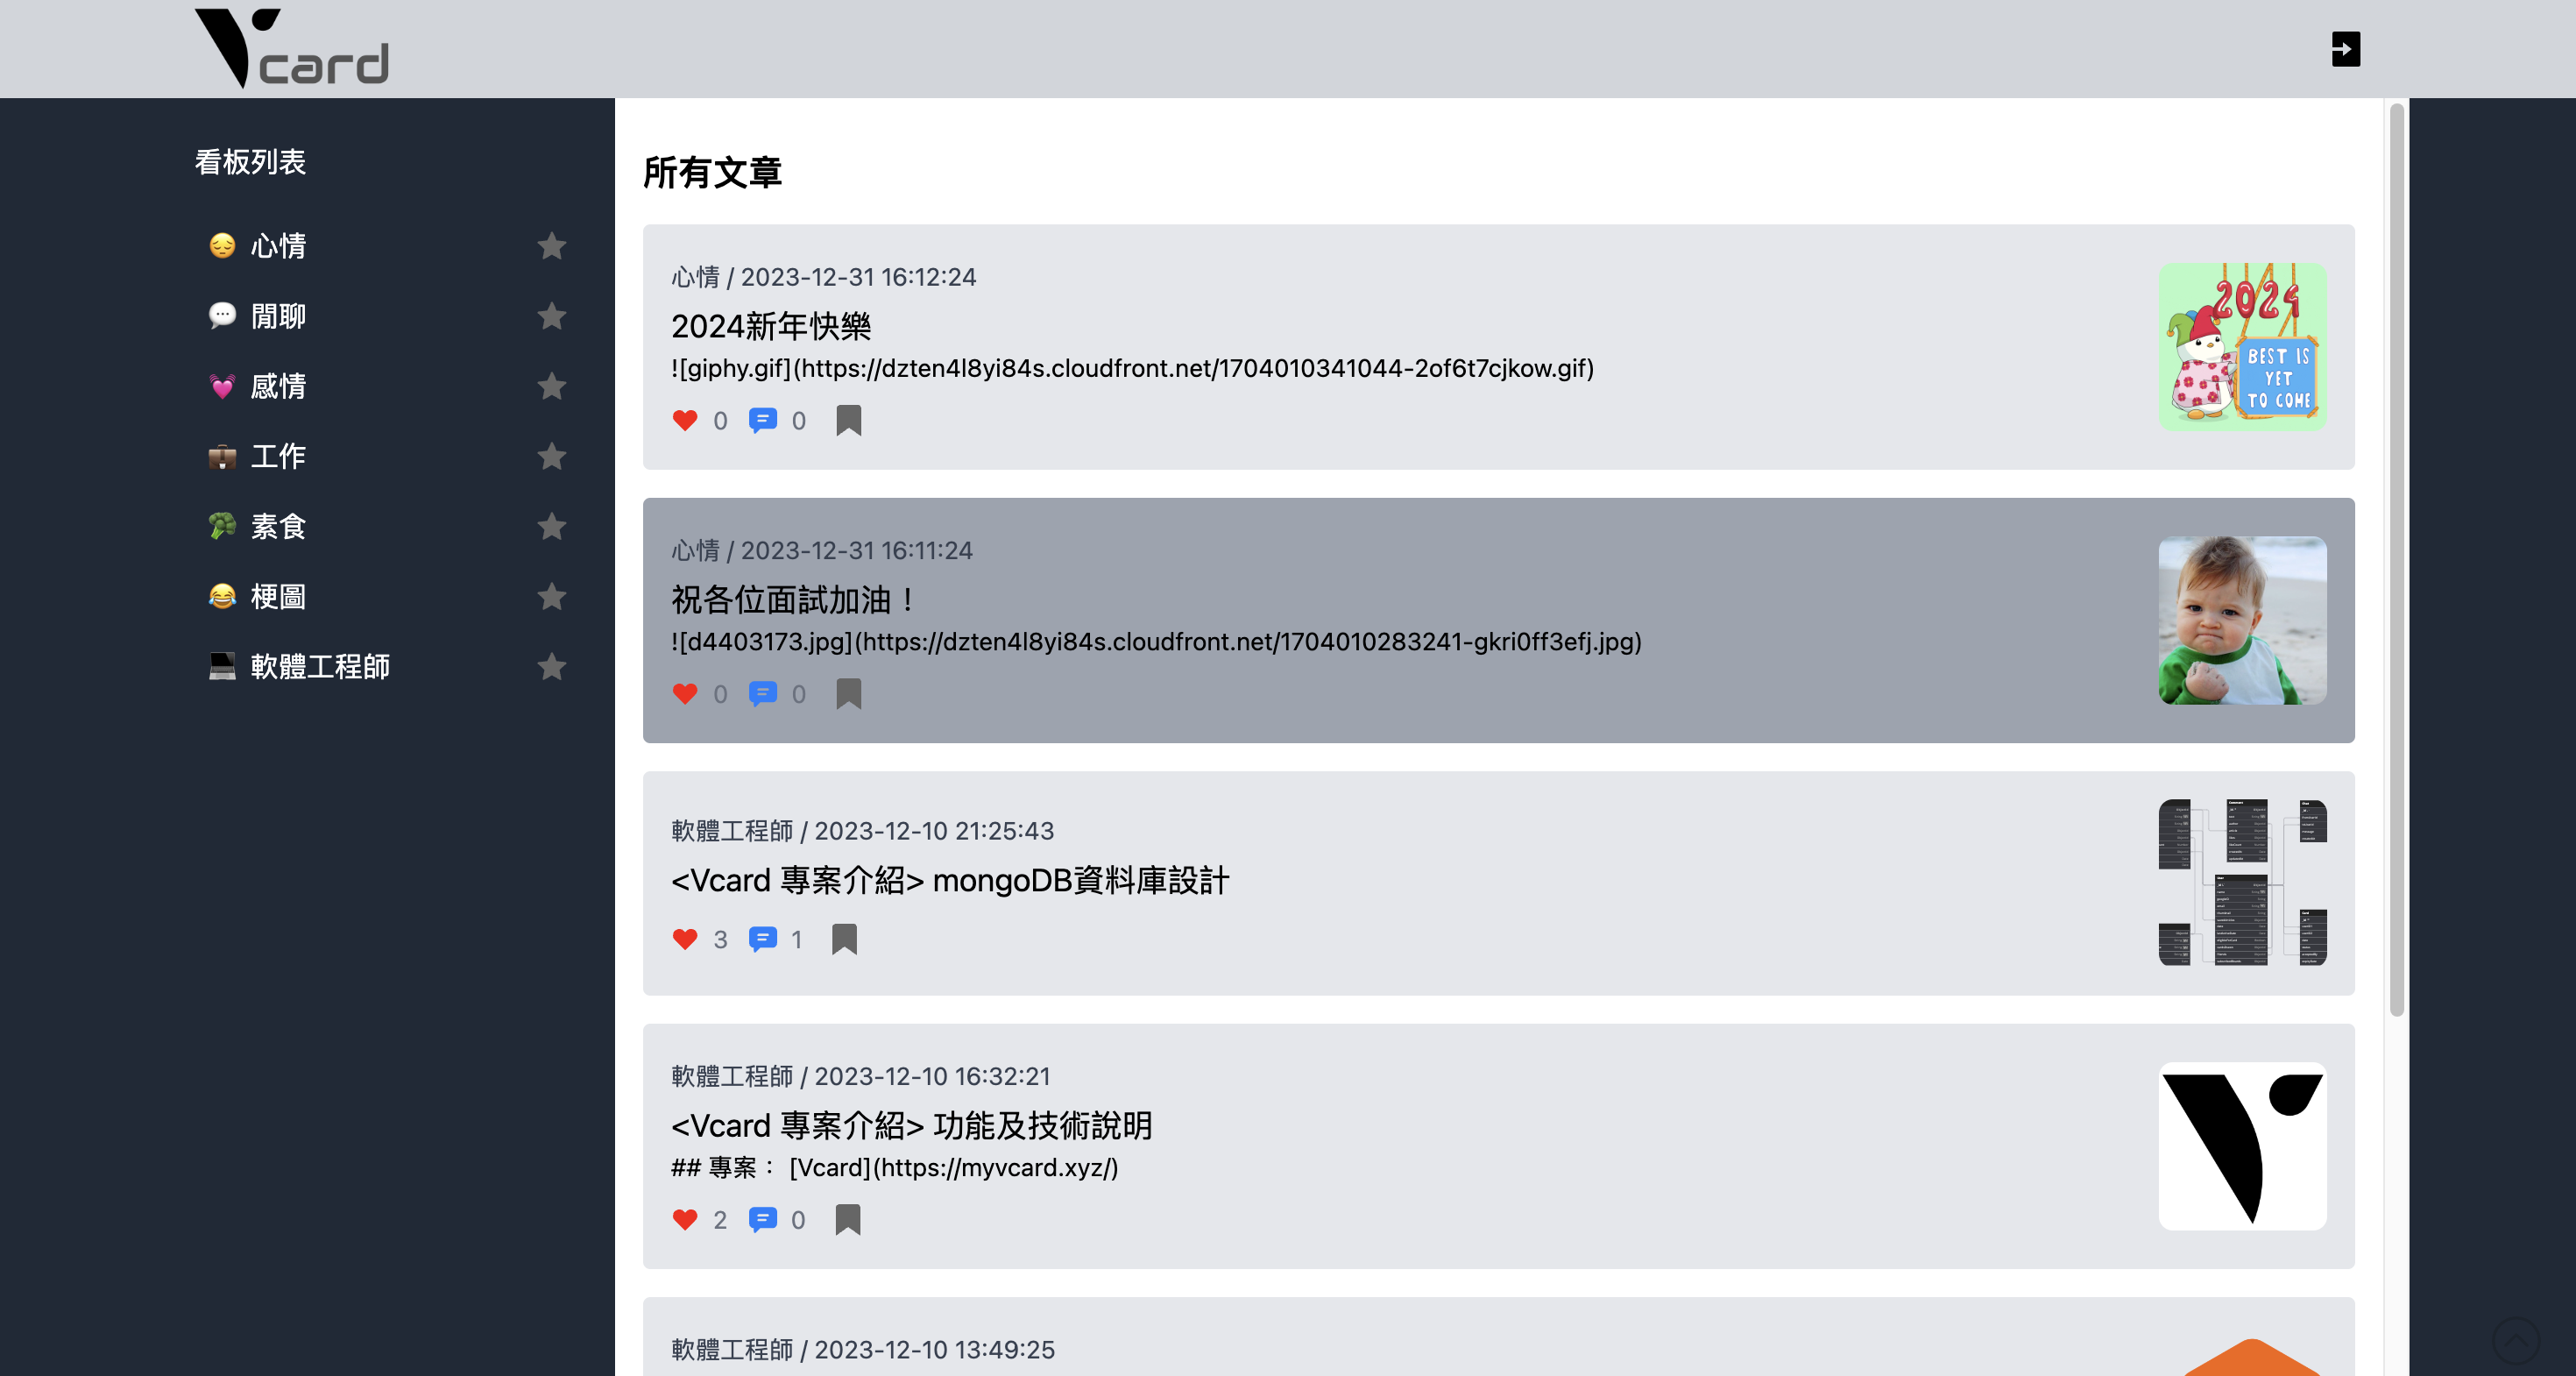 Vcard
看板列表
😔 心情
💬 閒聊
💓 感情
💼 工作
🥦 素食
😂 梗圖
💻 軟體工程師
所有文章
心情 / 2023-12-31 16:12:24
2024新年快樂
![giphy.gif](https://dzten4l8yi84s.cloudfront.net/1704010341044-2of6t7cjkow.gif)
0 0
2024
BEST IS
YET
TO COME
心情 / 2023-12-31 16:11:24
祝各位面試加油！
![d4403173.jpg](https://dzten4l8yi84s.cloudfront.net/1704010283241-gkri0ff3efj.jpg)
0 0
軟體工程師 / 2023-12-10 21:25:43
<Vcard 專案介紹> mongoDB資料庫設計
3 1
軟體工程師 / 2023-12-10 16:32:21
<Vcard 專案介紹> 功能及技術說明
## 專案： [Vcard](https://myvcard.xyz/)
2 0
軟體工程師 / 2023-12-10 13:49:25